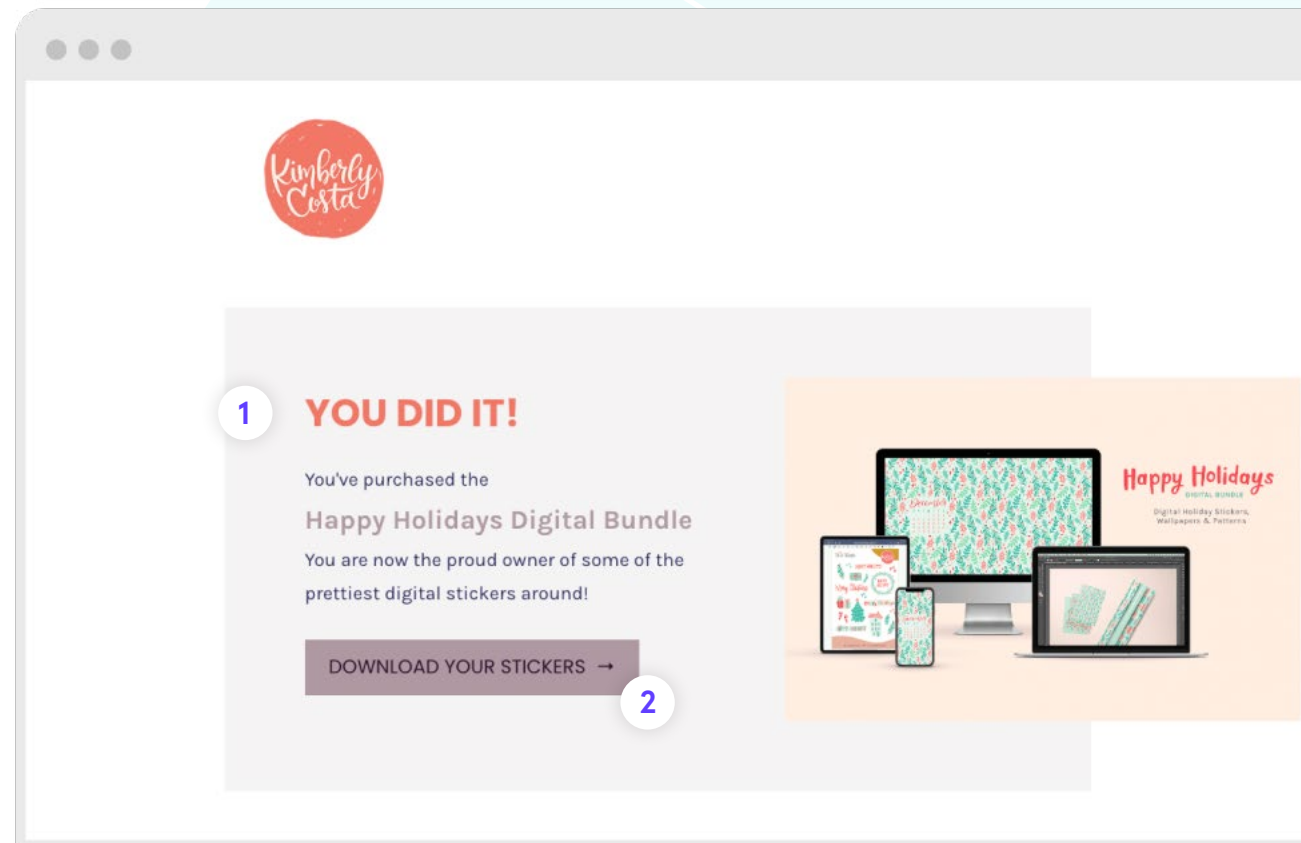 Kimberly
Costa
1
YOU DID IT!
You've purchased the
Happy Holidays Digital Bundle
You are now the proud owner of some of the
prettiest digital stickers around!
DOWNLOAD YOUR STICKERS →
2
Happy Holidays
DIGITAL BUNDLE
Digital Holiday Stickers,
Wallpapers & Patterns
December